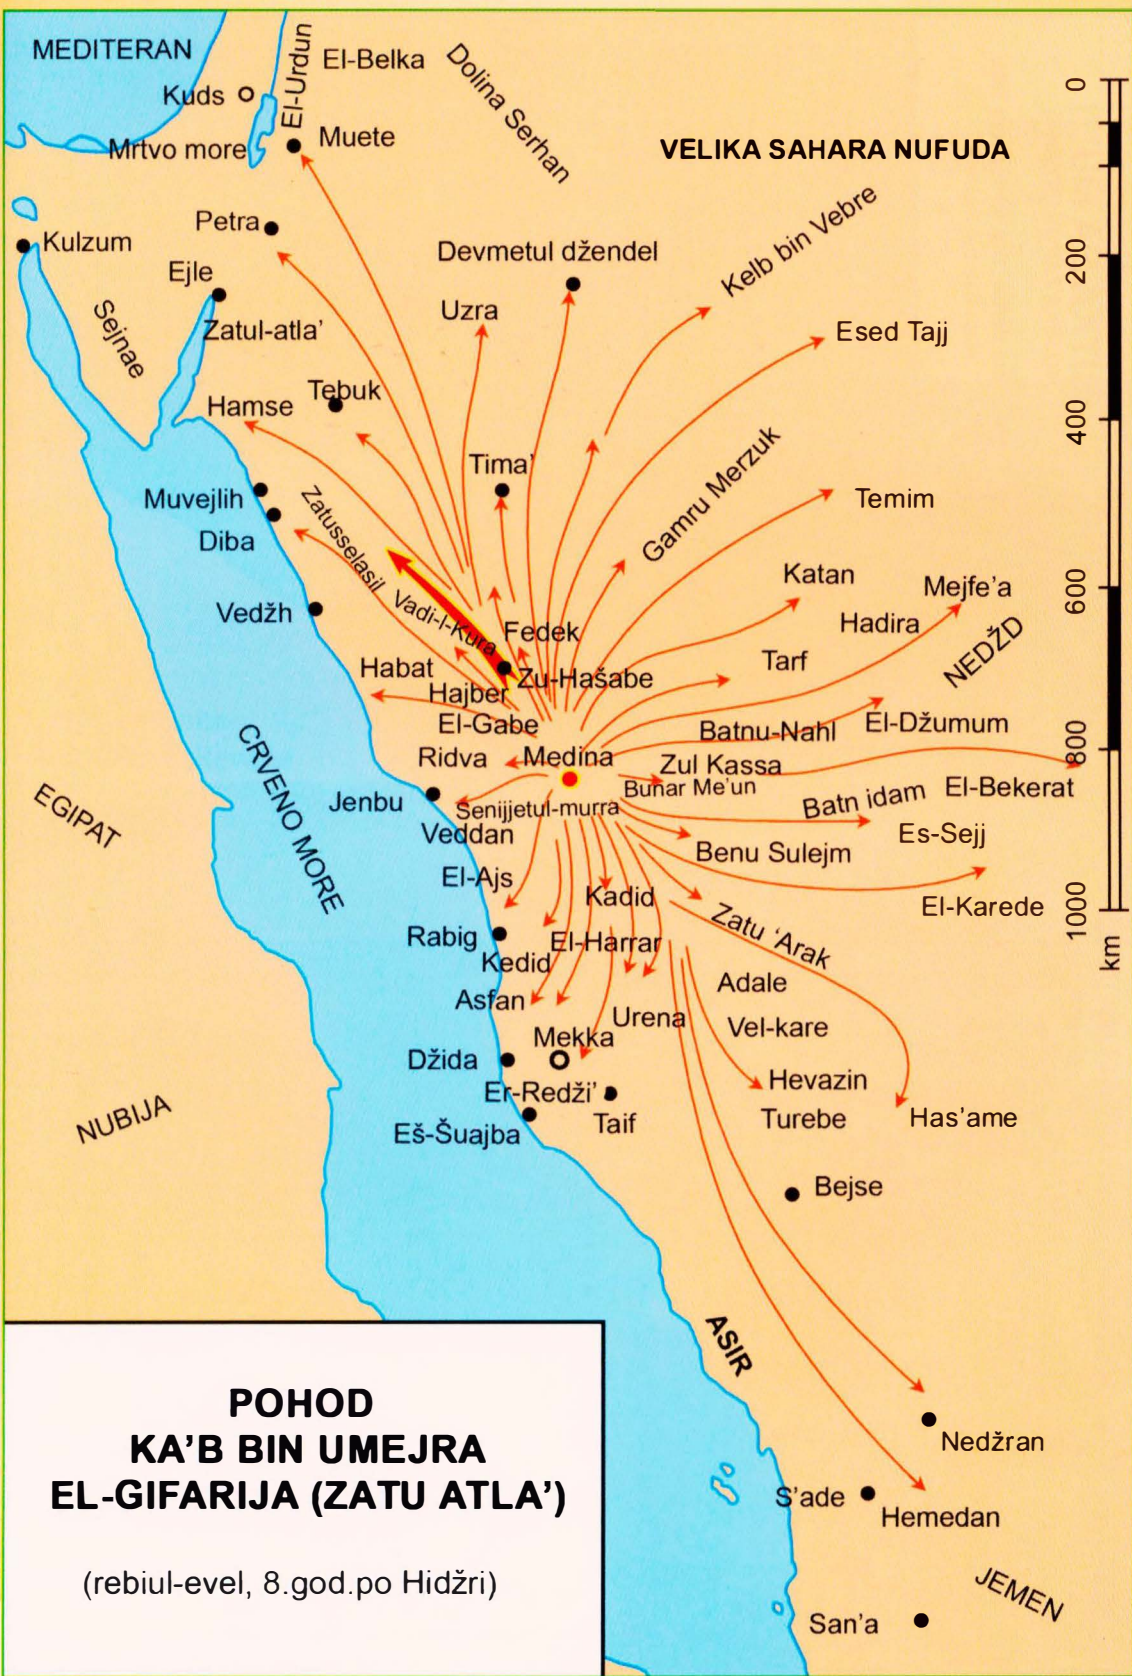 MEDITERAN
El-Urdun
El-Belka
Dolina Serhan
Kuds
Mrtvo more
Muete
VELIKA SAHARA NUFUDA
0
200
400
600
800
1000
km
Petra
Kulzum
Ejle
Sejnae
Zatul-atla’
Devmetul džendel
Uzra
Kelb bin Vebre
Esed Tajj
Tebuk
Hamse
Tima’
Gamru Merzuk
Temim
Muvejlih
Diba
Zatusselasil
Vedžh
Vadi-l-Kura
Fedek
Katan
Mejfe’a
Hadira
NEDŽD
Tarf
Habat
Zu-Hašabe
Hajber
El-Gabe
Batnu-Nahl
El-Džumum
Ridva
Medina
Zul Kassa
Bunar Me’un
El-Bekerat
Jenbu
Senijjetul-murra
Batn idam
Es-Sejj
Veddan
Benu Sulejm
CRVENO MORE
EGIPAT
El-Ajs
Kadid
El-Karede
Zatu ‘Arak
Rabig
El-Harrar
Kedid
Adale
Asfan
Urena
Vel-kare
Mekka
Džida
Hevazin
Er-Redži’
Taif
Turebe
Has’ame
NUBIJA
Eš-Šuajba
Bejse
ASIR
Nedžran
S’ade
Hemedan
JEMEN
San’a
POHOD
KA’B BIN UMEJRA
EL-GIFARIJA (ZATU ATLA’)
(rebiul-evel, 8.god.po Hidžri)